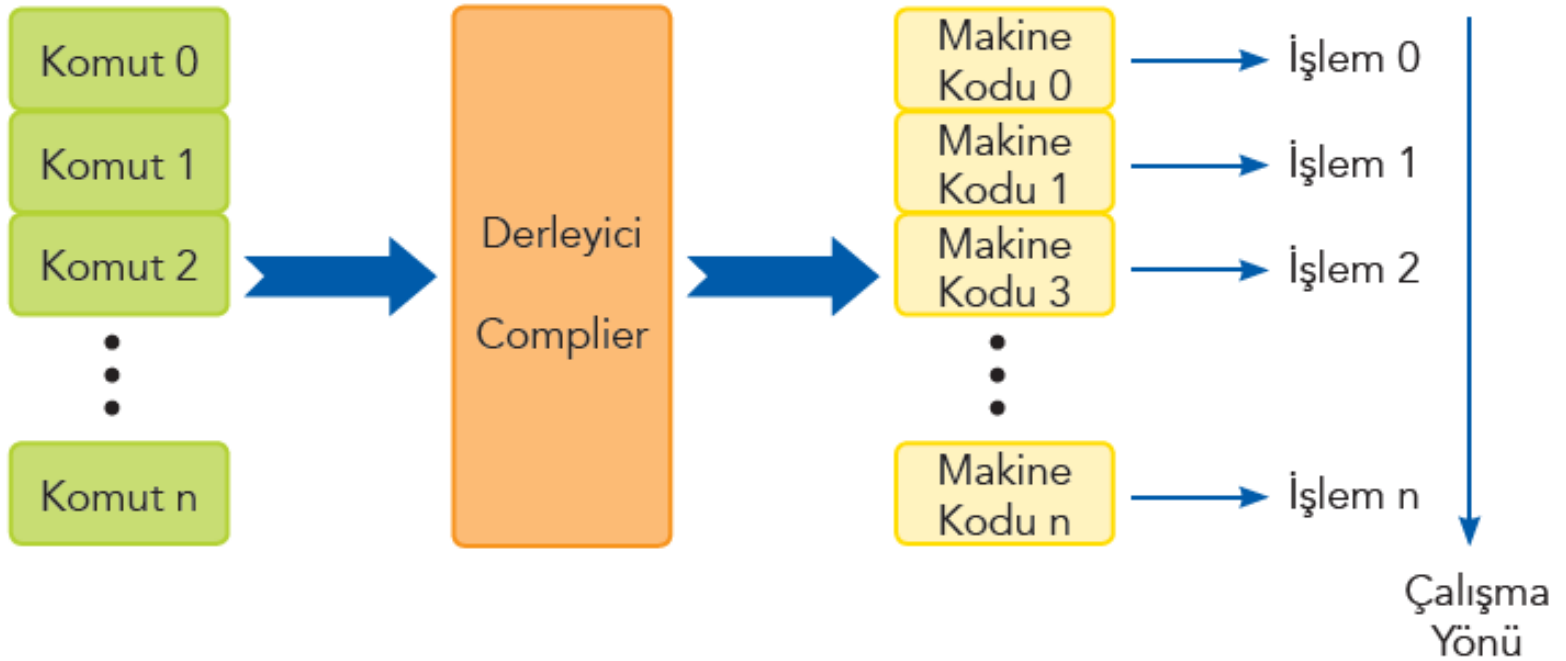 Komut 0
Komut 1
Komut 2
Komut n
Derleyici
Complier
Makine
Kodu 0
Makine
Kodu 1
Makine
Kodu 3
Makine
Kodu n
İşlem 0
İşlem 1
İşlem 2
İşlem n
Çalışma
Yönü